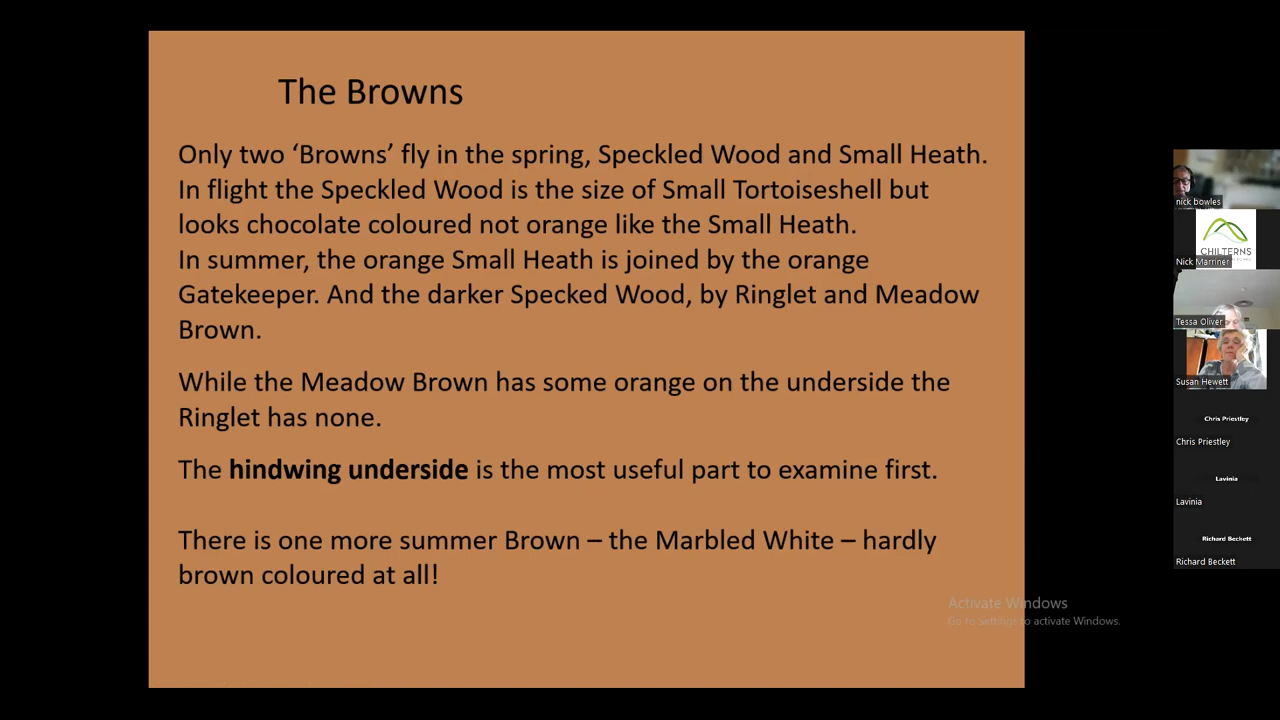 The Browns
Only two ‘Browns’ fly in the spring, Speckled Wood and Small Heath.
In flight the Speckled Wood is the size of Small Tortoiseshell but
looks chocolate coloured not orange like the Small Heath.
In summer, the orange Small Heath is joined by the orange
Gatekeeper. And the darker Specked Wood, by Ringlet and Meadow
Brown.
While the Meadow Brown has some orange on the underside the
Ringlet has none.
The hindwing underside is the most useful part to examine first.
There is one more summer Brown – the Marbled White – hardly
brown coloured at all!
Activate Windows
Go to Settings to activate Windows.
nick bowles
CHILTERNS
Nick Marriner
Tessa Oliver
Susan Hewett
Chris Priestley
Chris Priestley
Lavinia
Lavinia
Richard Beckett
Richard Beckett